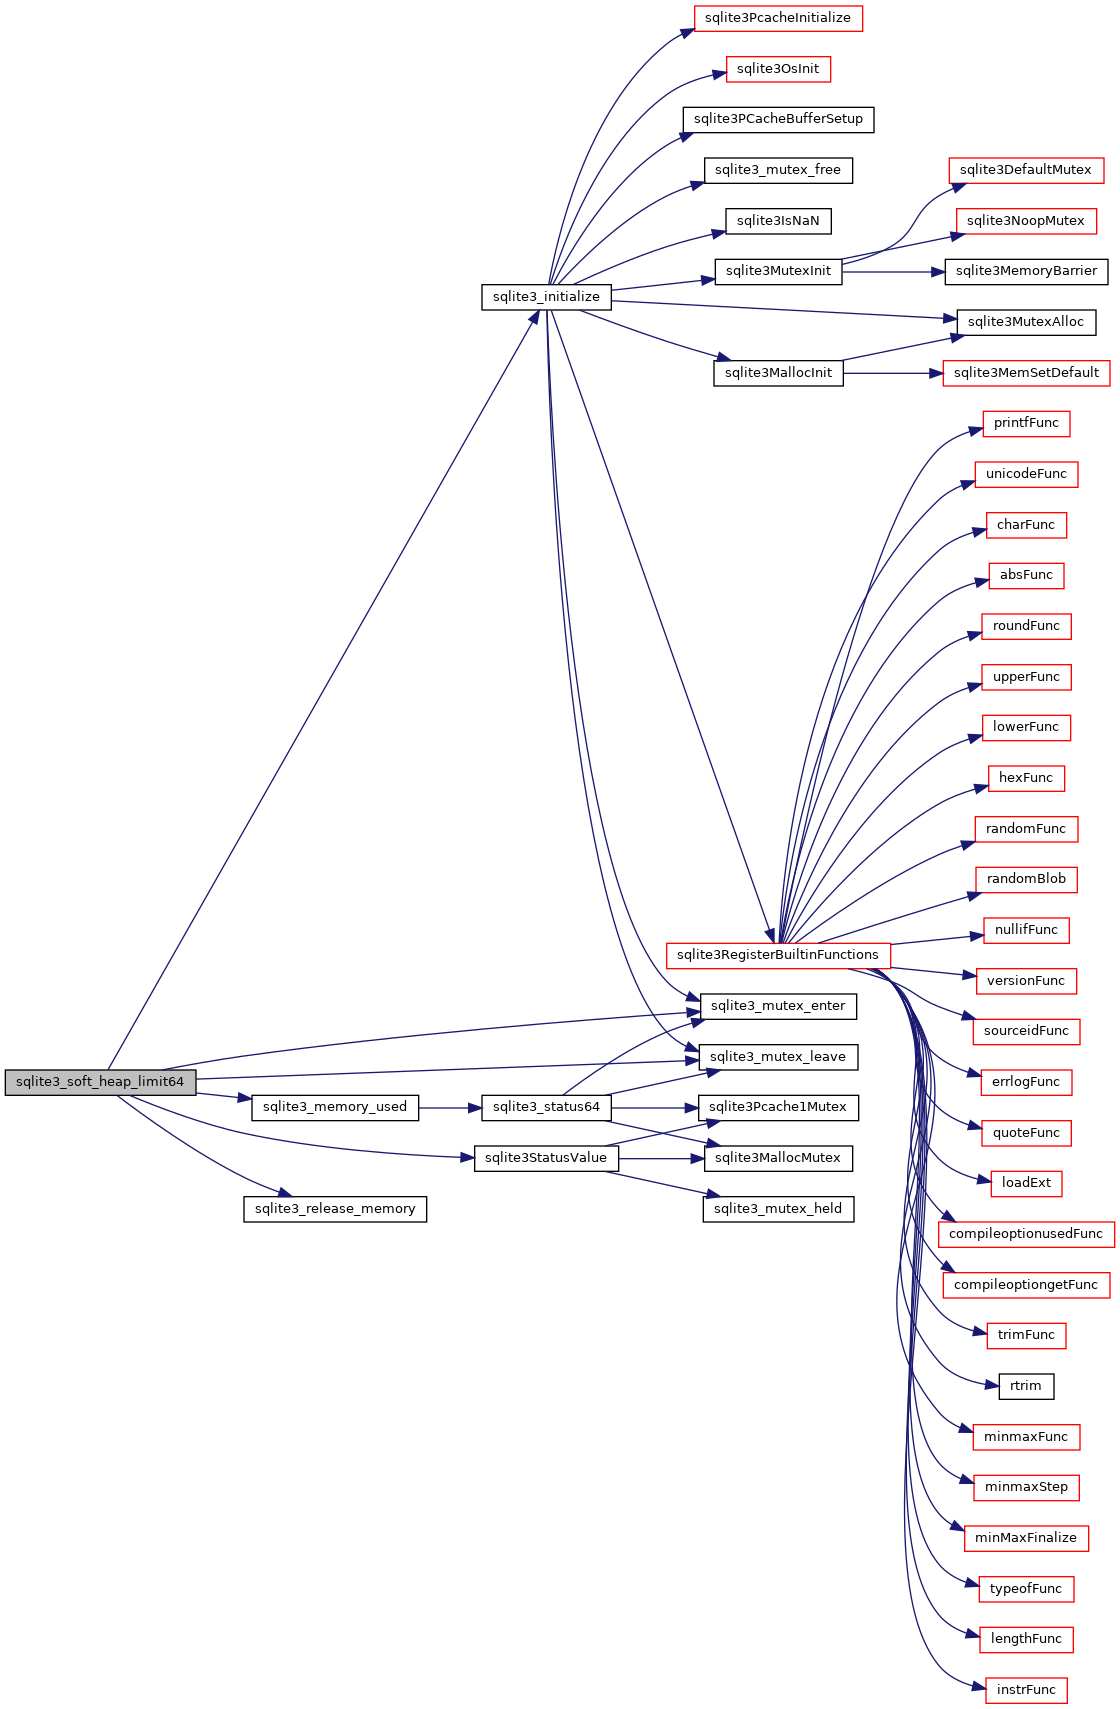 sqlite3PcacheInitialize
sqlite3OsInit
sqlite3PCacheBufferSetup
sqlite3_mutex_free
sqlite3DefaultMutex
sqlite3IsNaN
sqlite3NoopMutex
sqlite3MutexInit
sqlite3MemoryBarrier
sqlite3_initialize
sqlite3MutexAlloc
sqlite3MallocInit
sqlite3MemSetDefault
printfFunc
unicodeFunc
charFunc
absFunc
roundFunc
upperFunc
lowerFunc
hexFunc
randomFunc
randomBlob
nullifFunc
sqlite3RegisterBuiltinFunctions
versionFunc
sqlite3_mutex_enter
sourceidFunc
sqlite3_mutex_leave
sqlite3_soft_heap_limit64
errlogFunc
sqlite3_memory_used
sqlite3_status64
sqlite3Pcache1Mutex
quoteFunc
sqlite3StatusValue
sqlite3MallocMutex
loadExt
sqlite3_release_memory
sqlite3_mutex_held
compileoptionusedFunc
compileoptiongetFunc
trimFunc
rtrim
minmaxFunc
minmaxStep
minMaxFinalize
typeofFunc
lengthFunc
instrFunc